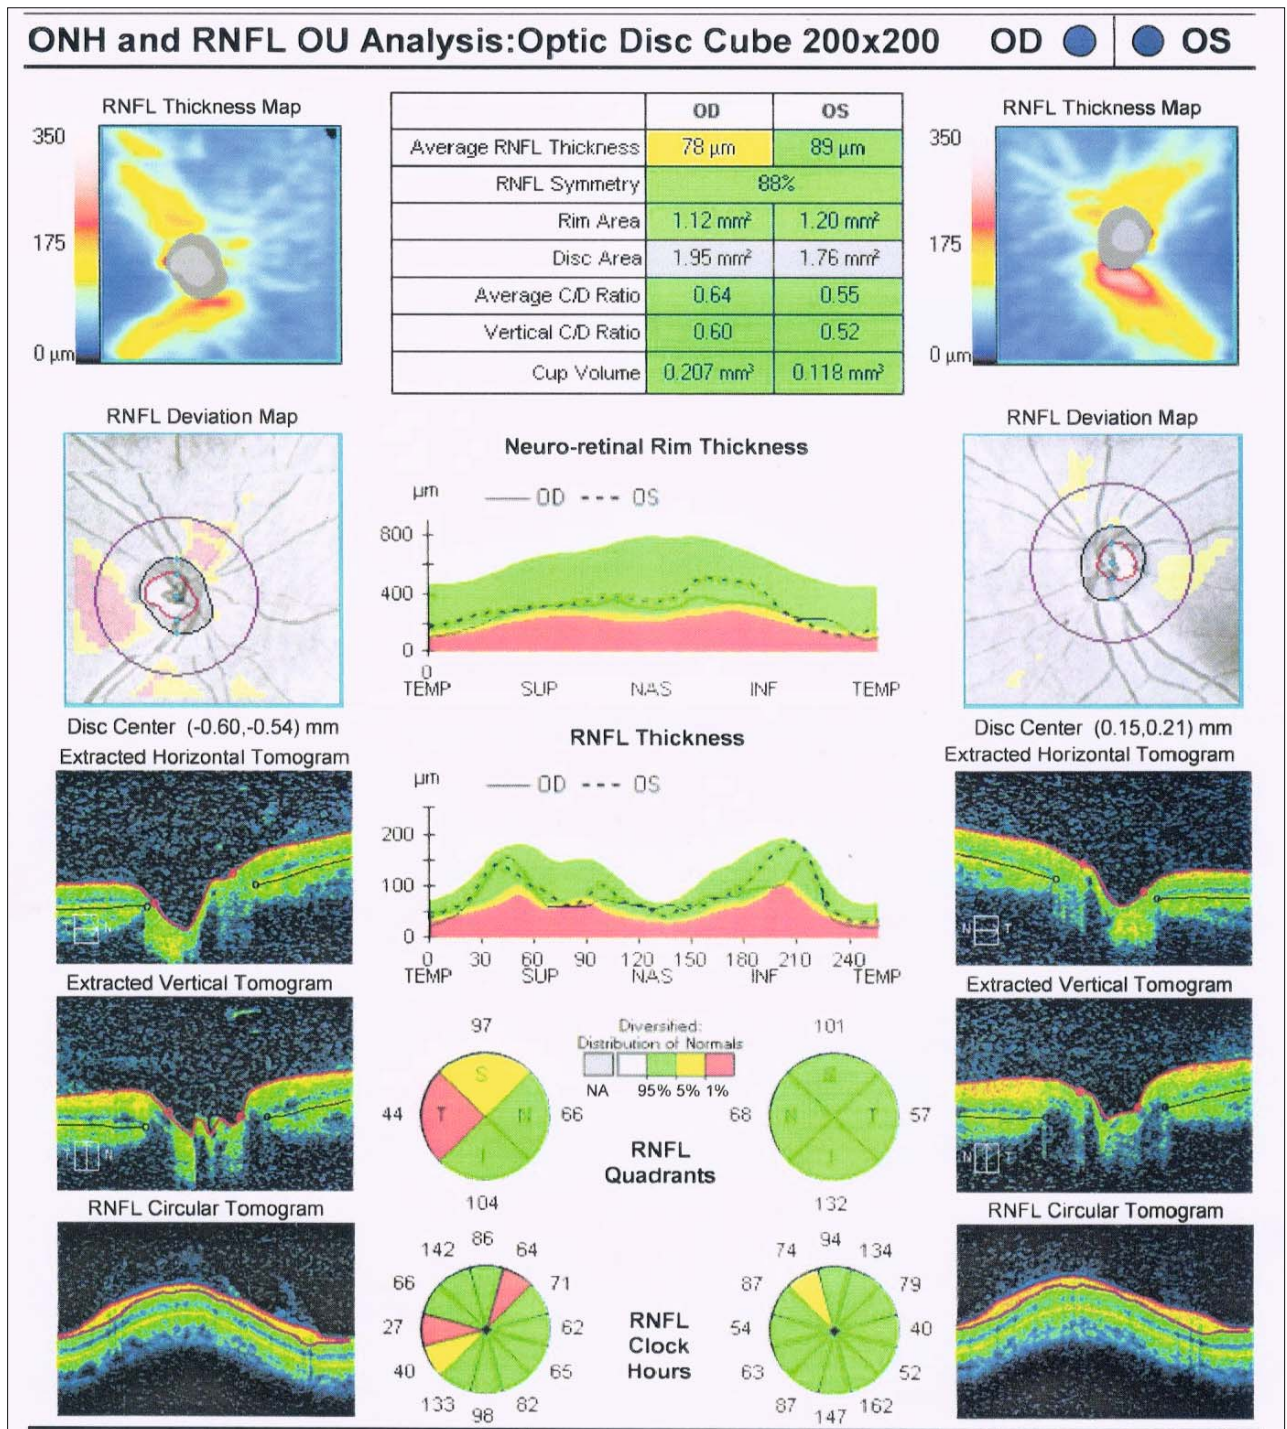 ONH and RNFL OU Analysis:Optic Disc Cube 200x200 OD OS
RNFL Thickness Map
350
175
0 µm
OD OS
Average RNFL Thickness 78 µm 89 µm
RNFL Symmetry 88%
Rim Area 1.12 mm² 1.20 mm²
Disc Area 1.95 mm² 1.76 mm²
Average C/D Ratio 0.64 0.55
Vertical C/D Ratio 0.60 0.52
Cup Volume 0.207 mm³ 0.118 mm³
RNFL Thickness Map
350
175
0 µm
RNFL Deviation Map
Disc Center (-0.60,-0.54) mm
Neuro-retinal Rim Thickness
µm OD OS
800
400
0
0
TEMP SUP NAS INF TEMP
RNFL Deviation Map
Disc Center (0.15,0.21) mm
Extracted Horizontal Tomogram
N T
RNFL Thickness
µm OD OS
200
100
0
0 30 60 90 120 150 180 210 240
TEMP SUP NAS INF TEMP
Extracted Horizontal Tomogram
N T
Extracted Vertical Tomogram
N
Extracted Vertical Tomogram
N
97
44 S T N I 66
104
Diversified:
Distribution of Normals
NA 95% 5% 1%
RNFL
Quadrants
101
68 N T I 57
132
RNFL Circular Tomogram
142 86 64
66 71
27 62
40 65
133 98 82
RNFL
Clock
Hours
74 94 134
87 79
54 40
63 52
87 147 162
RNFL Circular Tomogram